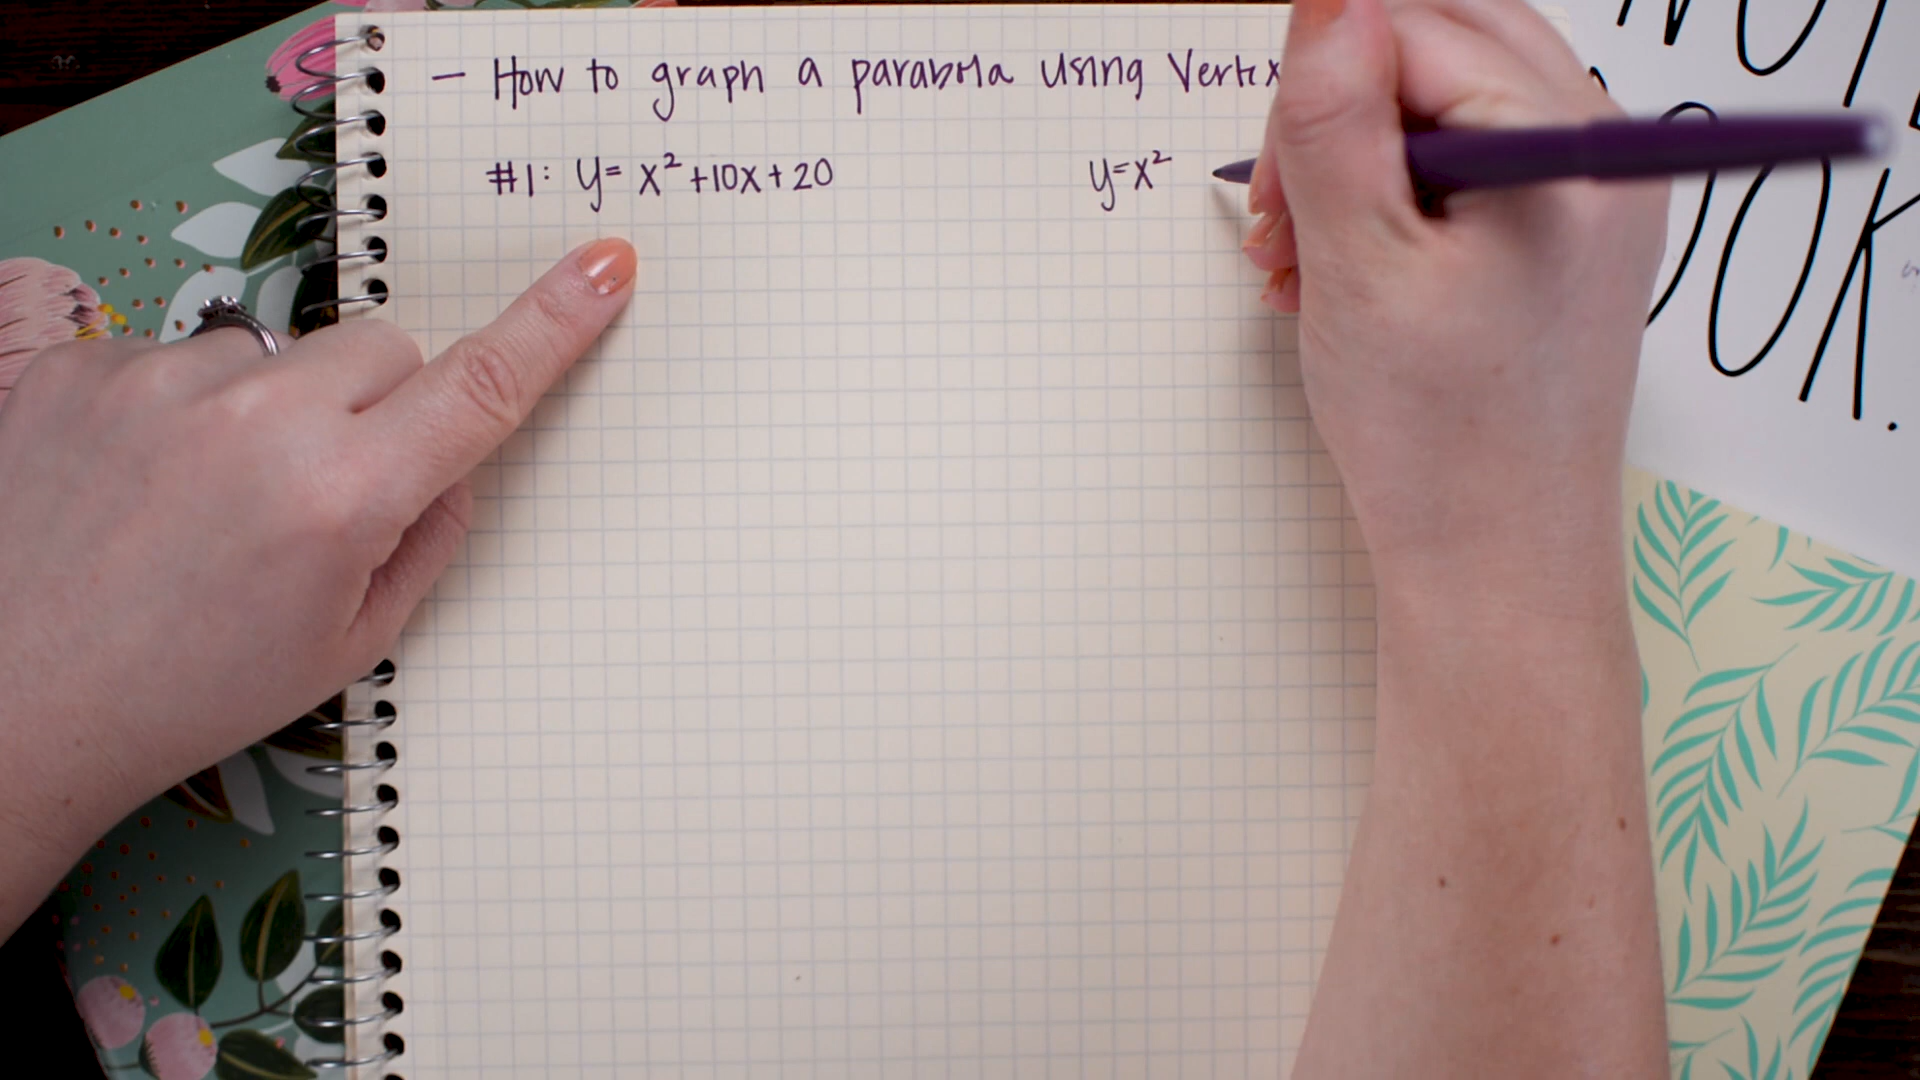 - How to graph a parabola using Vertex
#1: y = x² +10x + 20 y=x²